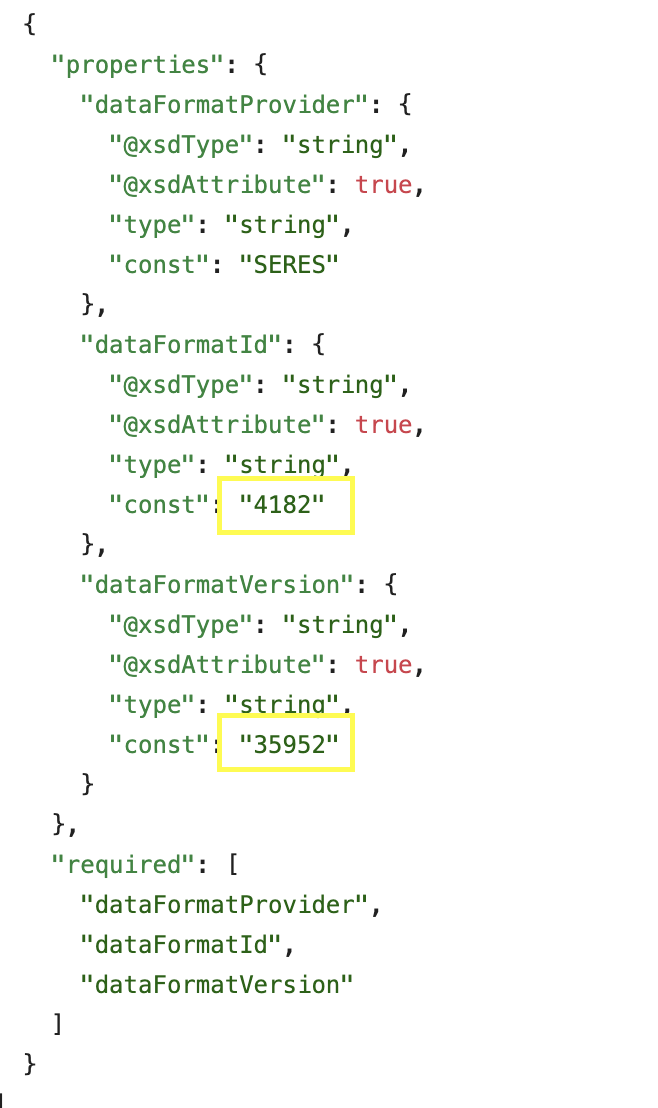 {
  "properties": {
    "dataFormatProvider": {
      "@xsdType": "string",
      "@xsdAttribute": true,
      "type": "string",
      "const": "SERES"
    },
    "dataFormatId": {
      "@xsdType": "string",
      "@xsdAttribute": true,
      "type": "string",
      "const": "4182"
    },
    "dataFormatVersion": {
      "@xsdType": "string",
      "@xsdAttribute": true,
      "type": "string",
      "const": "35952"
    }
  },
  "required": [
    "dataFormatProvider",
    "dataFormatId",
    "dataFormatVersion"
  ]
}